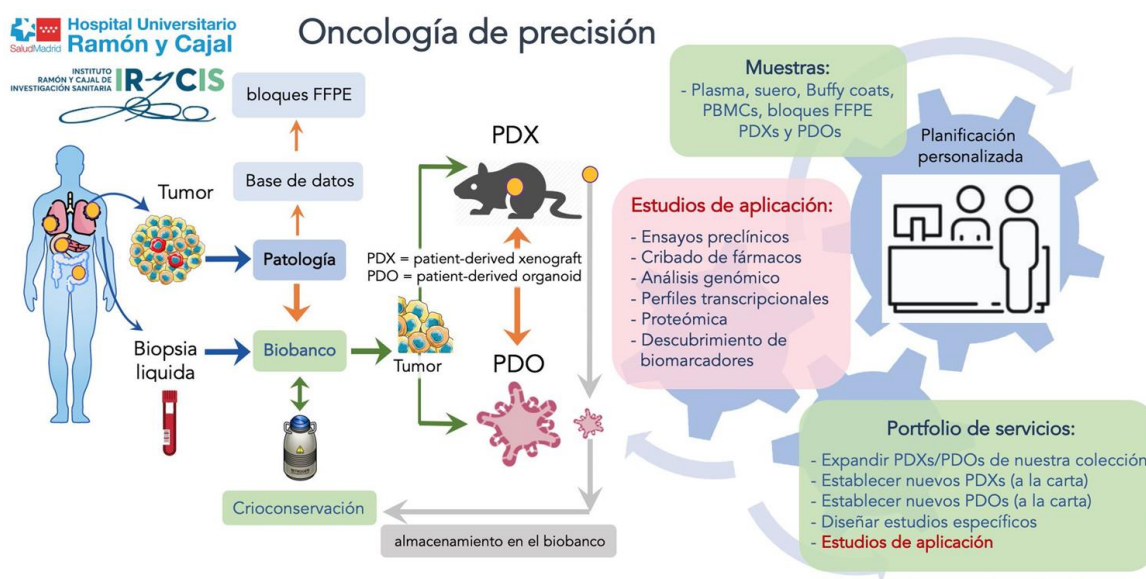 Hospital Universitario
Ramón y Cajal
SaludMadrid
INSTITUTO
RAMÓN Y CAJAL DE
INVESTIGACIÓN SANITARIA
IRyCIS
Oncología de precisión
bloques FFPE
Base de datos
Tumor
Patología
Biopsia
liquida
Biobanco
Crioconservación
PDX
PDX = patient-derived xenograft
PDO = patient-derived organoid
Tumor
PDO
almacenamiento en el biobanco
Muestras:
- Plasma, suero, Buffy coats,
PBMCs, bloques FFPE
PDXs y PDOs
Planificación
personalizada
Estudios de aplicación:
- Ensayos preclínicos
- Cribado de fármacos
- Análisis genómico
- Perfiles transcripcionales
- Proteómica
- Descubrimiento de
biomarcadores
Portfolio de servicios:
- Expandir PDXs/PDOs de nuestra colección
- Establecer nuevos PDXs (a la carta)
- Establecer nuevos PDOs (a la carta)
- Diseñar estudios específicos
- Estudios de aplicación